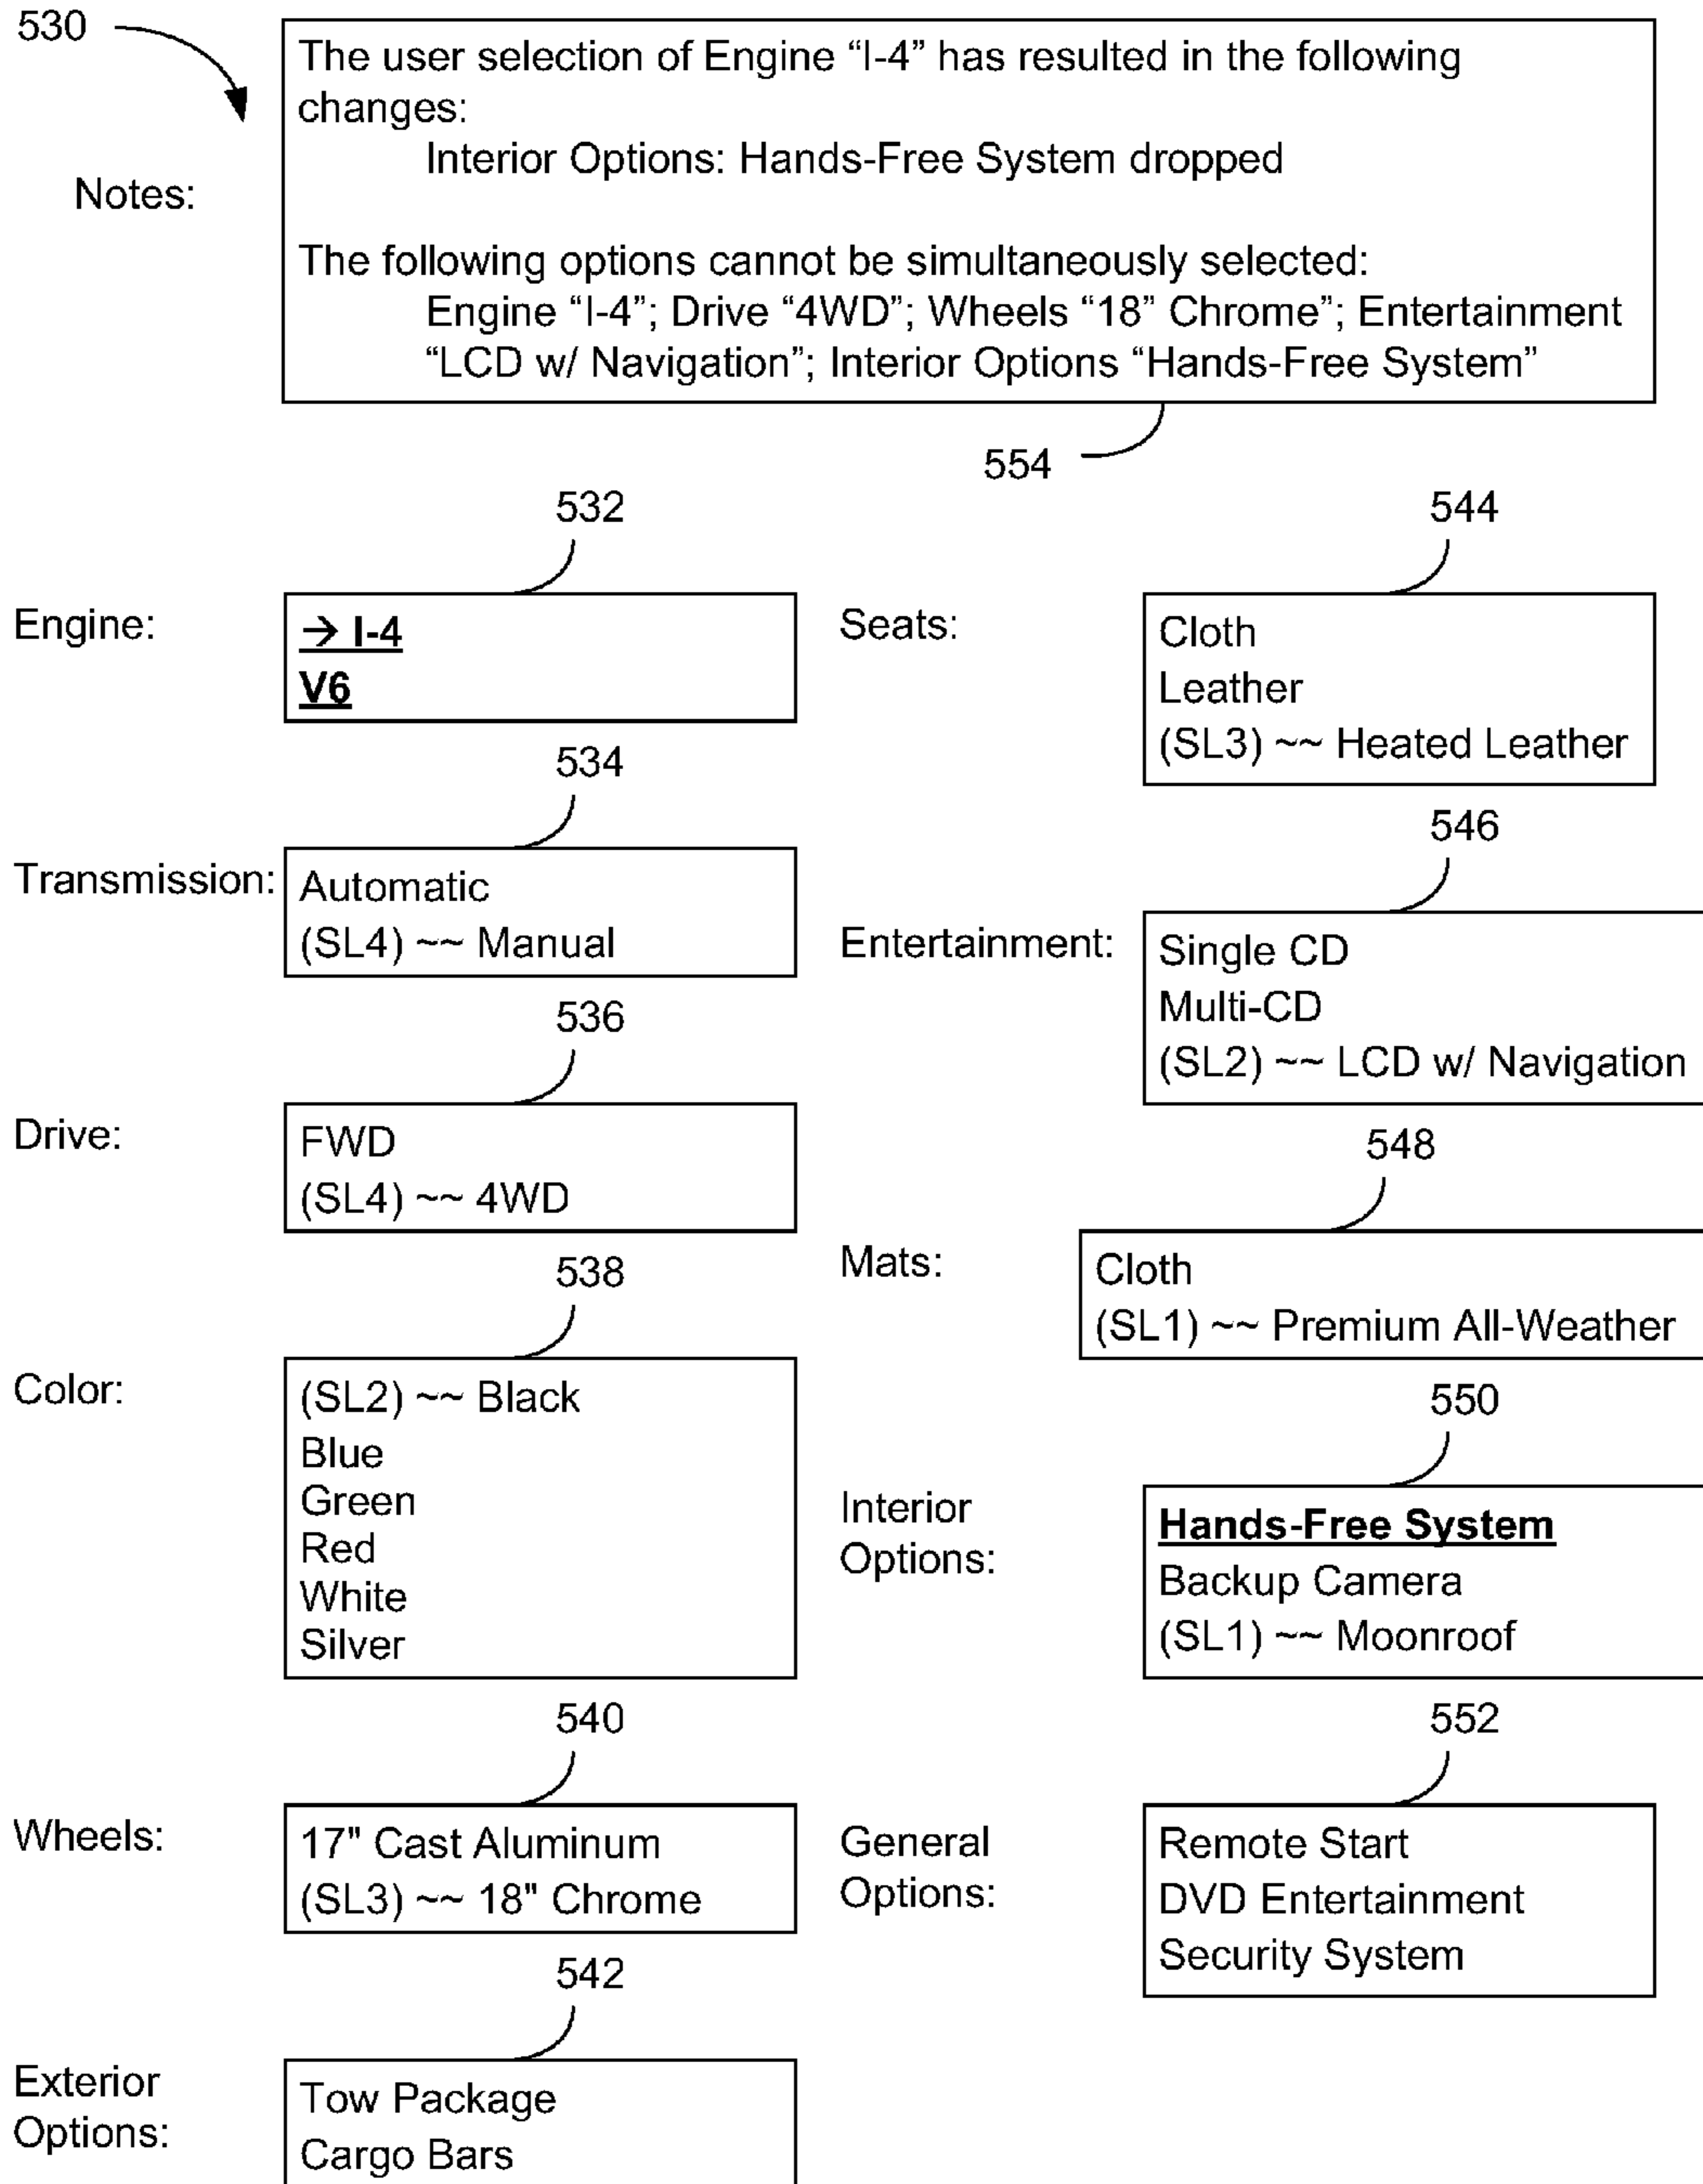 530
Notes:
The user selection of Engine “I-4” has resulted in the following
changes:
Interior Options: Hands-Free System dropped
The following options cannot be simultaneously selected:
Engine “I-4”; Drive “4WD”; Wheels “18” Chrome”; Entertainment
“LCD w/ Navigation”; Interior Options “Hands-Free System”
554
532
Engine:
→ I-4
V6
534
Transmission:
Automatic
(SL4) ~~ Manual
536
Drive:
FWD
(SL4) ~~ 4WD
538
Color:
(SL2) ~~ Black
Blue
Green
Red
White
Silver
540
Wheels:
17" Cast Aluminum
(SL3) ~~ 18" Chrome
542
Exterior
Options:
Tow Package
Cargo Bars
544
Seats:
Cloth
Leather
(SL3) ~~ Heated Leather
546
Entertainment:
Single CD
Multi-CD
(SL2) ~~ LCD w/ Navigation
548
Mats:
Cloth
(SL1) ~~ Premium All-Weather
550
Interior
Options:
Hands-Free System
Backup Camera
(SL1) ~~ Moonroof
552
General
Options:
Remote Start
DVD Entertainment
Security System